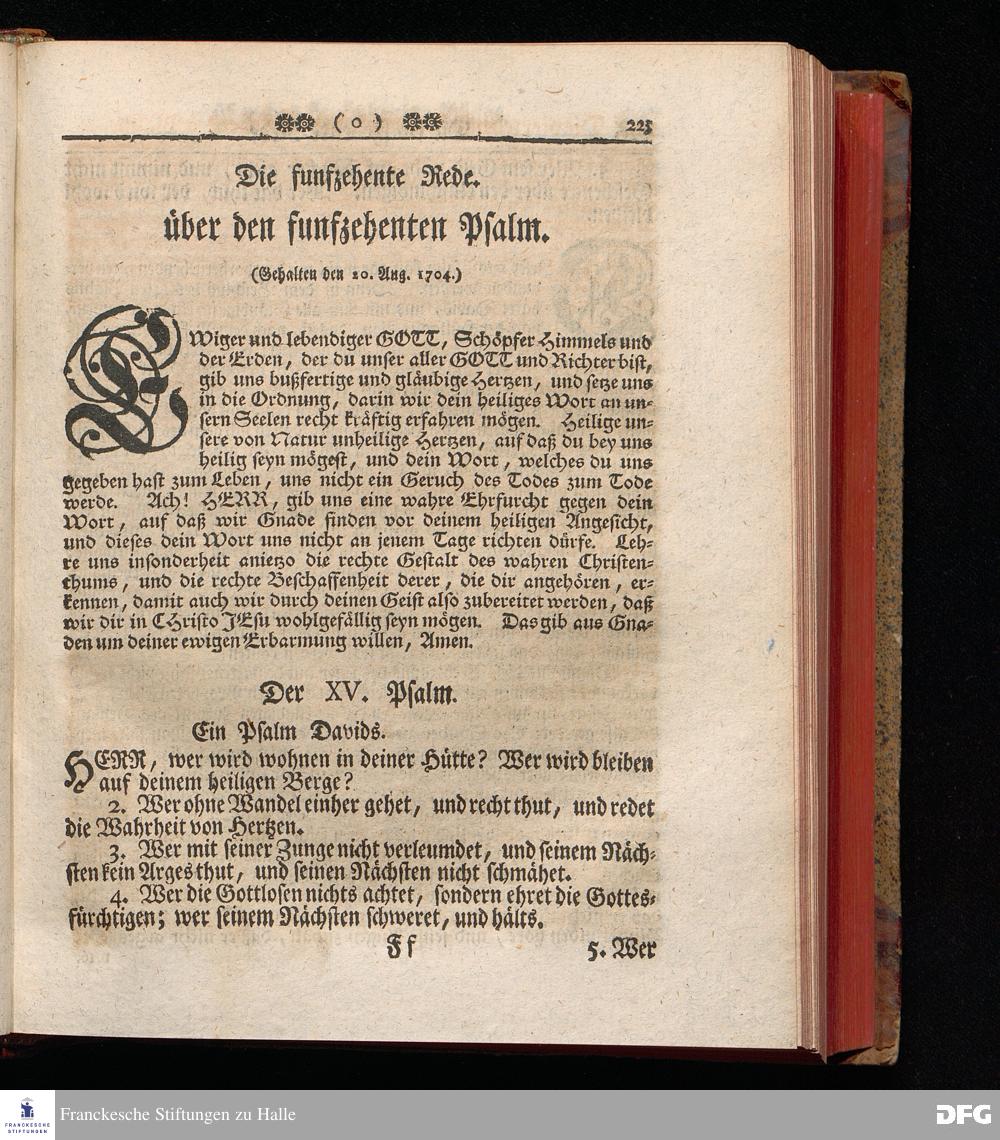 ( o ) 225
Die funfzehente Rede.
über den funfzehenten Psalm.
(Gehalten den 20. Aug. 1704.)
EWiger und lebendiger GOTT, Schöpfer Himmels und
der Erden, der du unser aller GOTT und Richter bist,
gib uns bußfertige und gläubige Hertzen, und setze uns
in die Ordnung, darin wir dein heiliges Wort an un-
sern Seelen recht kräftig erfahren mögen. Heilige un-
sere von Natur unheilige Hertzen, auf daß du bey uns
heilig seyn mögest, und dein Wort, welches du uns
gegeben hast zum Leben, uns nicht ein Geruch des Todes zum Tode
werde. Ach! HERR, gib uns eine wahre Ehrfurcht gegen dein
Wort, auf daß wir Gnade finden vor deinem heiligen Angesicht,
und dieses dein Wort uns nicht an jenem Tage richten dürfe. Leh-
re uns insonderheit anietzo die rechte Gestalt des wahren Christen-
thums, und die rechte Beschaffenheit derer, die dir angehören, er-
kennen, damit auch wir durch deinen Geist also zubereitet werden, daß
wir dir in CHristo JEsu wohlgefällig seyn mögen. Das gib aus Gna-
den um deiner ewigen Erbarmung willen, Amen.
Der XV. Psalm.
Ein Psalm Davids.
HERR, wer wird wohnen in deiner Hütte? Wer wird bleiben
auf deinem heiligen Berge?
2. Wer ohne Wandel einher gehet, und recht thut, und redet
die Wahrheit von Hertzen.
3. Wer mit seiner Zunge nicht verleumdet, und seinem Näch-
sten kein Arges thut, und seinen Nächsten nicht schmähet.
4. Wer die Gottlosen nichts achtet, sondern ehret die Gottes-
fürchtigen; wer seinem Nächsten schweret, und hälts.
Ff 5. Wer
FRANCKESCHE
STIFTUNGEN
Franckesche Stiftungen zu Halle
DFG